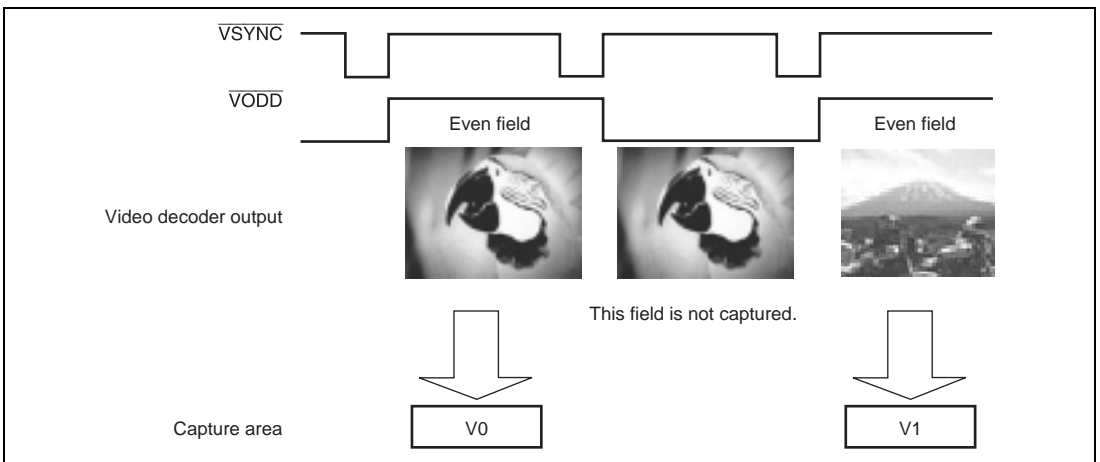 VSYNC
VODD
Even field
Even field
Video decoder output
This field is not captured.
Capture area
V0
V1